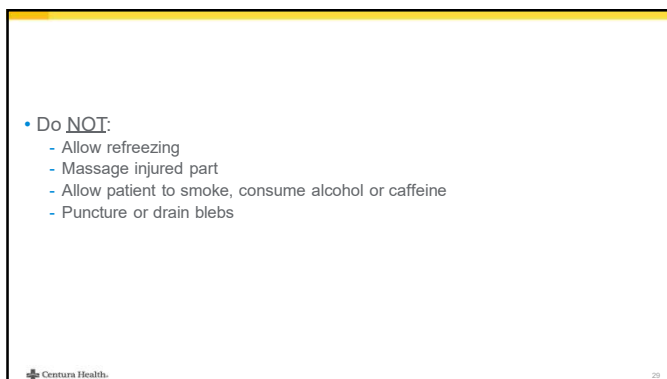 • Do NOT:
- Allow refreezing
- Massage injured part
- Allow patient to smoke, consume alcohol or caffeine
- Puncture or drain blebs
Centura Health.
29